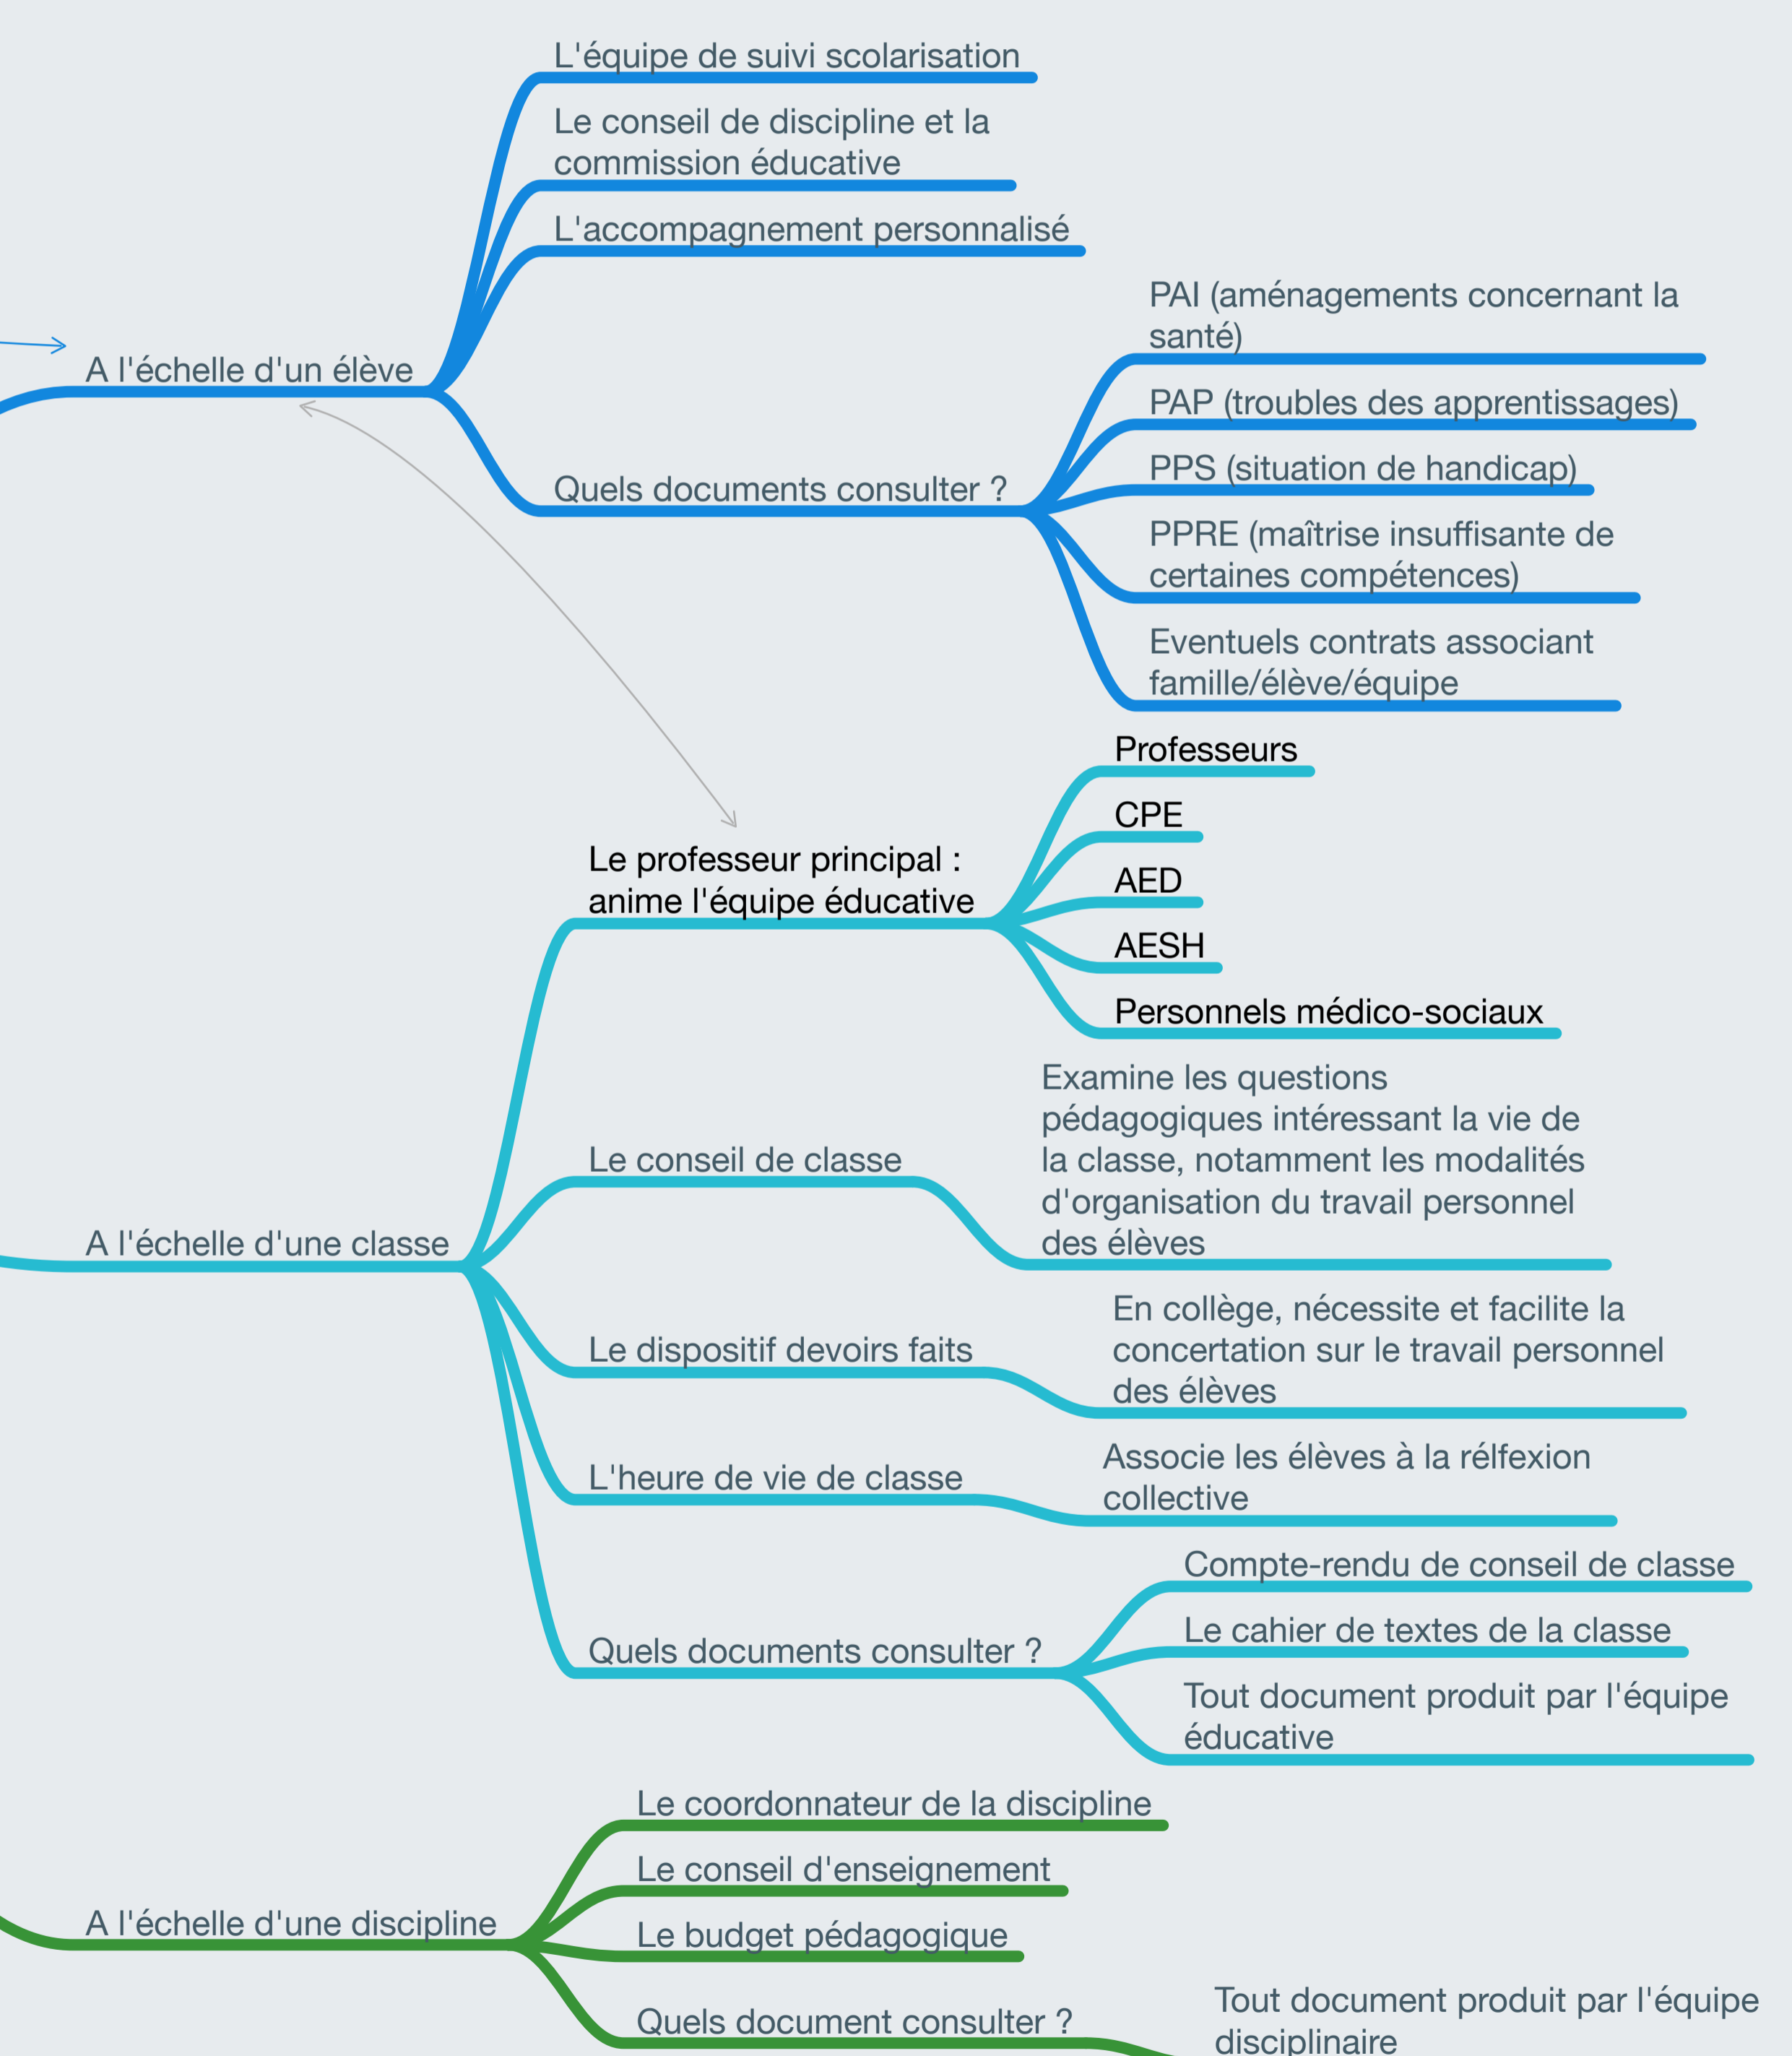 L'équipe de suivi scolarisation
Le conseil de discipline et la
commission éducative
L'accompagnement personnalisé
A l'échelle d'un élève
Quels documents consulter ?
PAI (aménagements concernant la
santé)
PAP (troubles des apprentissages)
PPS (situation de handicap)
PPRE (maîtrise insuffisante de
certaines compétences)
Eventuels contrats associant
famille/élève/équipe
A l'échelle d'une classe
Le professeur principal :
anime l'équipe éducative
Professeurs
CPE
AED
AESH
Personnels médico-sociaux
Le conseil de classe
Examine les questions
pédagogiques intéressant la vie de
la classe, notamment les modalités
d'organisation du travail personnel
des élèves
Le dispositif devoirs faits
En collège, nécessite et facilite la
concertation sur le travail personnel
des élèves
L'heure de vie de classe
Associe les élèves à la rélfexion
collective
Quels documents consulter ?
Compte-rendu de conseil de classe
Le cahier de textes de la classe
Tout document produit par l'équipe
éducative
A l'échelle d'une discipline
Le coordonnateur de la discipline
Le conseil d'enseignement
Le budget pédagogique
Quels document consulter ?
Tout document produit par l'équipe
disciplinaire